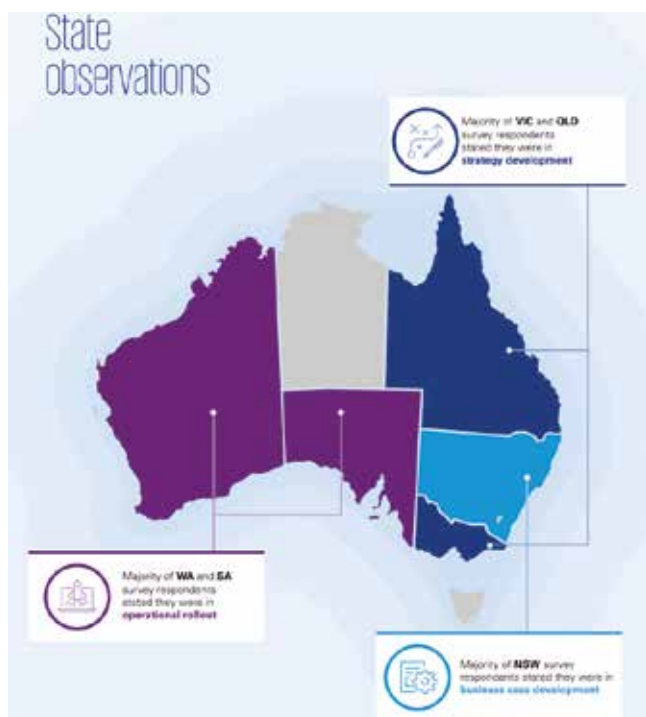 State
observations
Majority of VIC and QLD
survey respondents
stated they were in
strategy development
Majority of WA and SA
survey respondents
stated they were in
operational rollout
Majority of NSW survey
respondents stated they were in
business case development